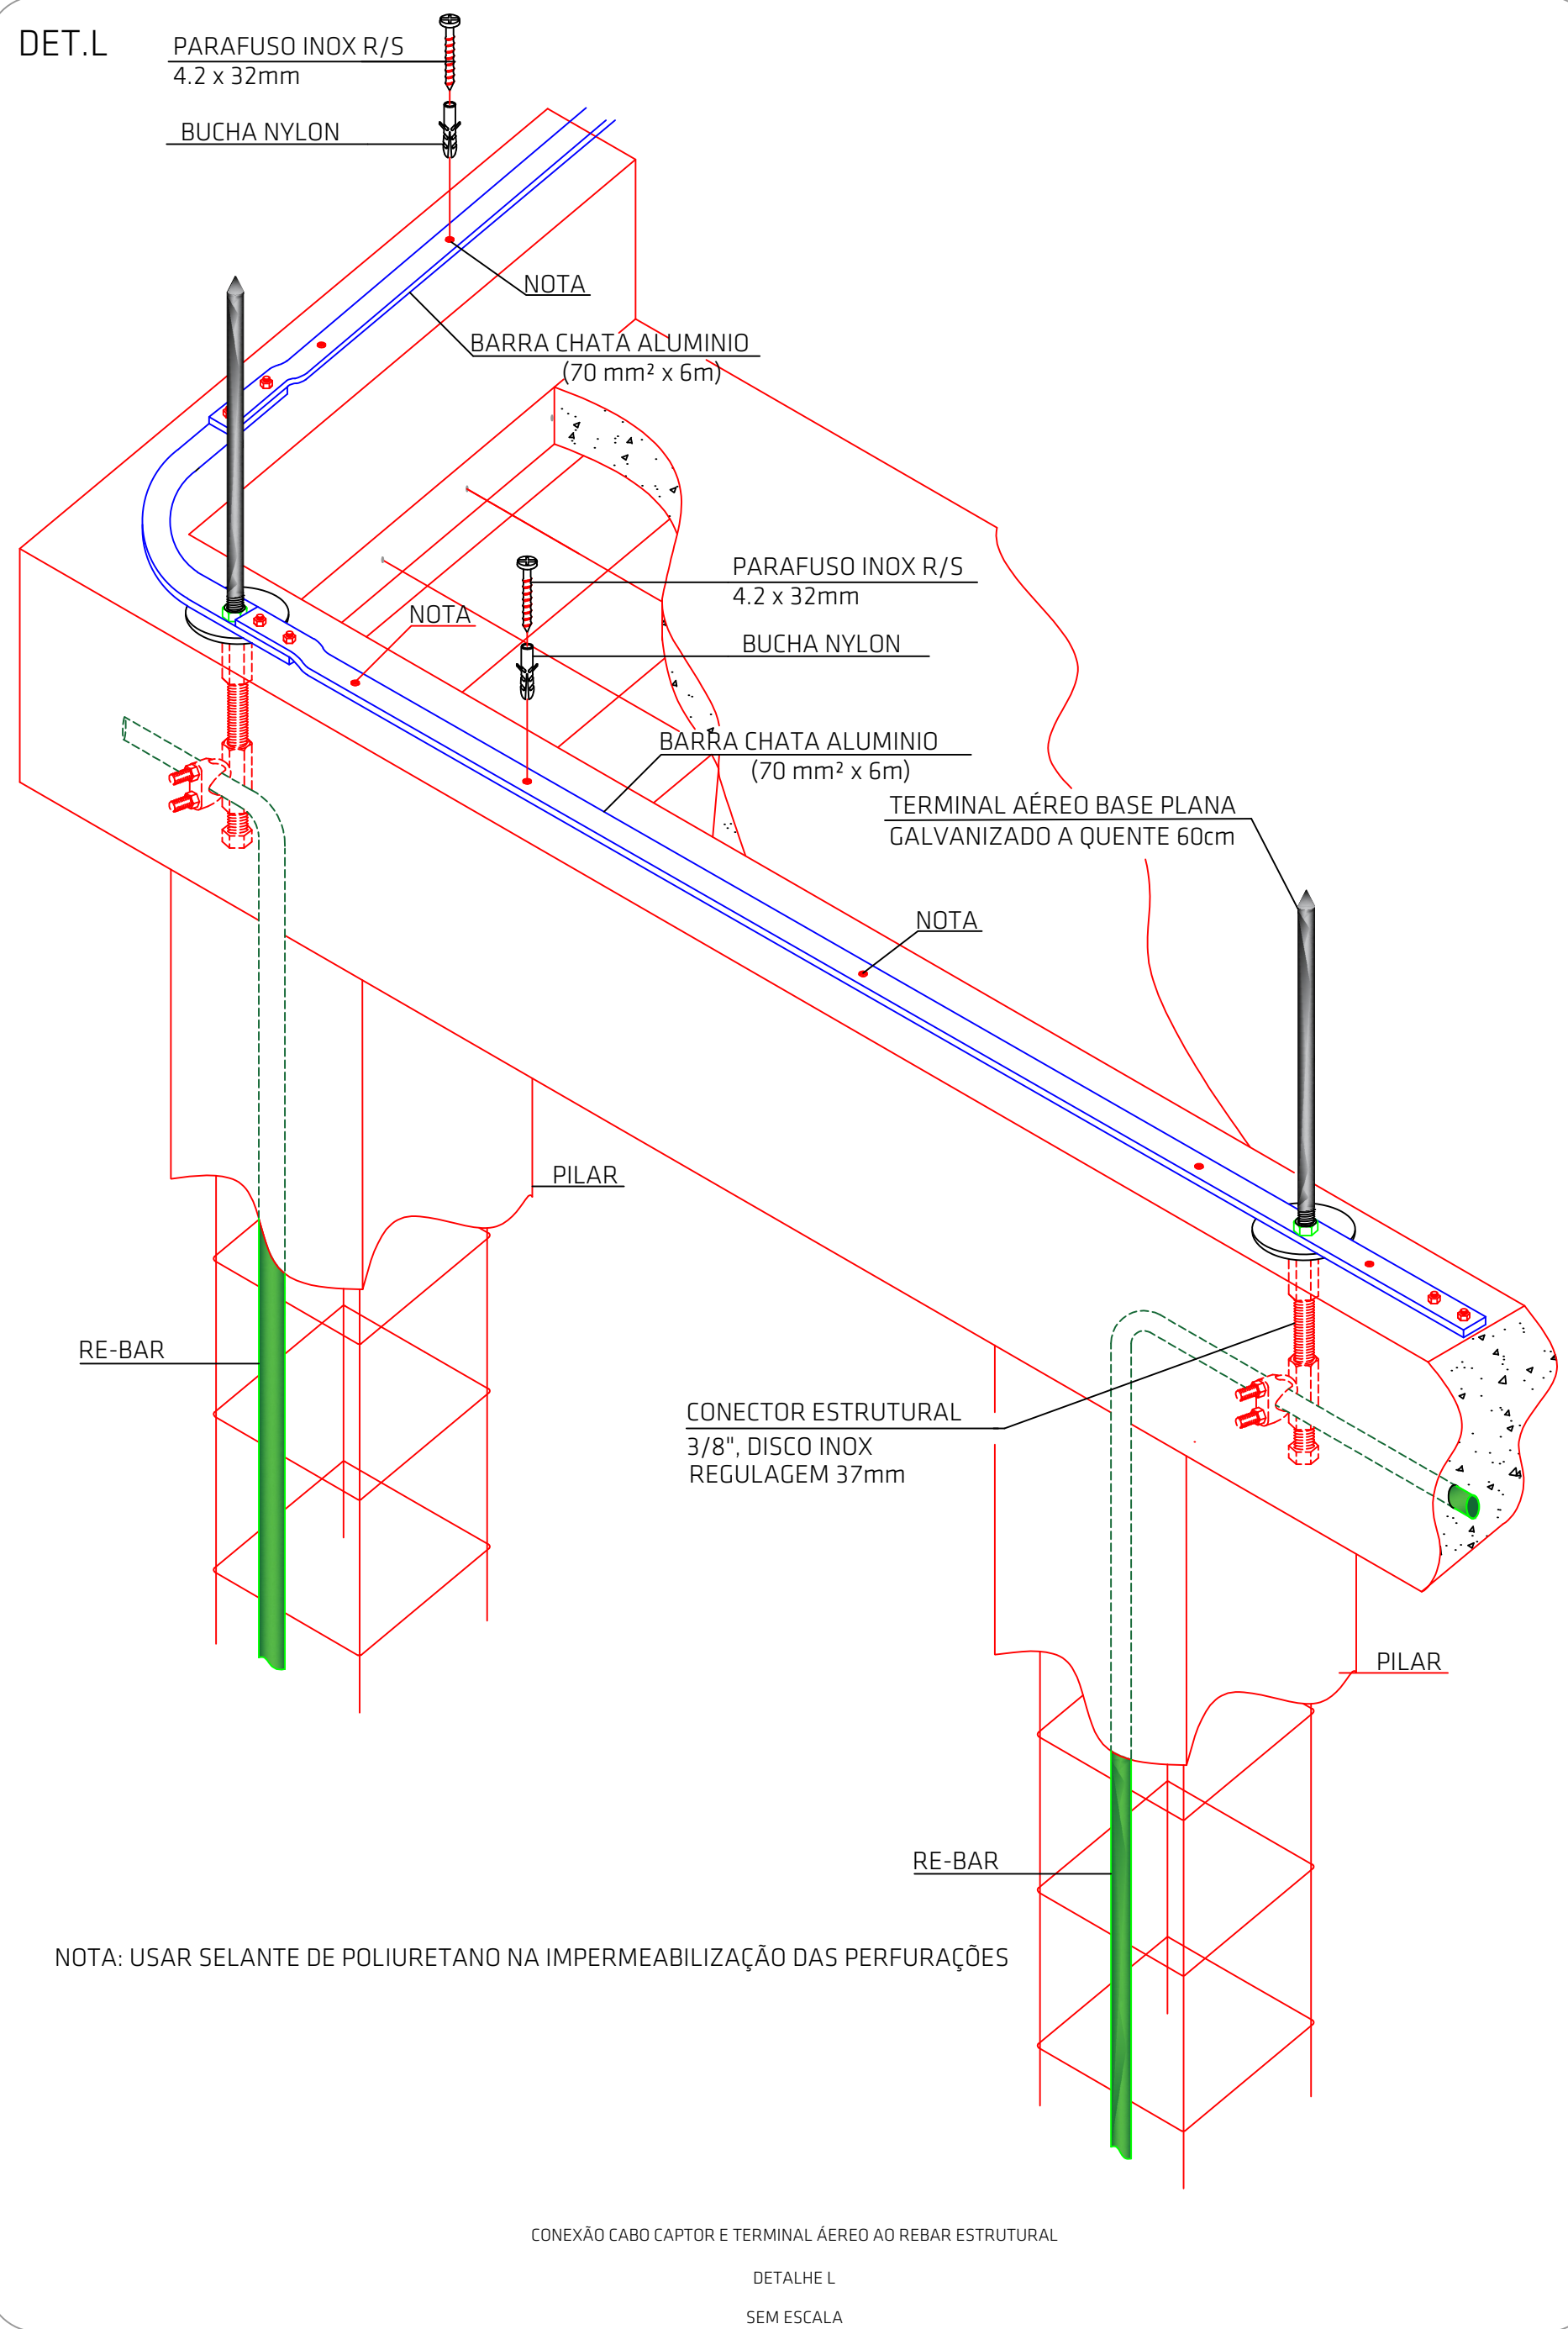 DET.L
PARAFUSO INOX R/S
4.2 x 32mm
BUCHA NYLON
NOTA
BARRA CHATA ALUMINIO
(70 mm² x 6m)
PARAFUSO INOX R/S
4.2 x 32mm
NOTA
BUCHA NYLON
BARRA CHATA ALUMINIO
(70 mm² x 6m)
TERMINAL AÉREO BASE PLANA
GALVANIZADO A QUENTE 60cm
NOTA
PILAR
RE-BAR
CONECTOR ESTRUTURAL
3/8", DISCO INOX
REGULAGEM 37mm
PILAR
RE-BAR
NOTA: USAR SELANTE DE POLIURETANO NA IMPERMEABILIZAÇÃO DAS PERFURAÇÕES
CONEXÃO CABO CAPTOR E TERMINAL ÁEREO AO REBAR ESTRUTURAL
DETALHE L
SEM ESCALA